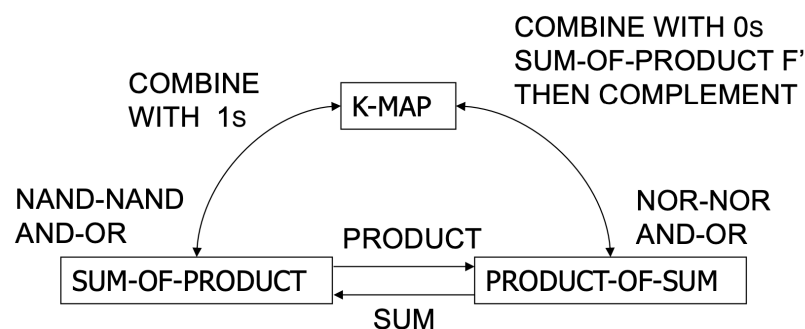 COMBINE WITH 0s
SUM-OF-PRODUCT F'
THEN COMPLEMENT
COMBINE
WITH 1s
K-MAP
NAND-NAND
AND-OR
NOR-NOR
AND-OR
PRODUCT
SUM-OF-PRODUCT
PRODUCT-OF-SUM
SUM